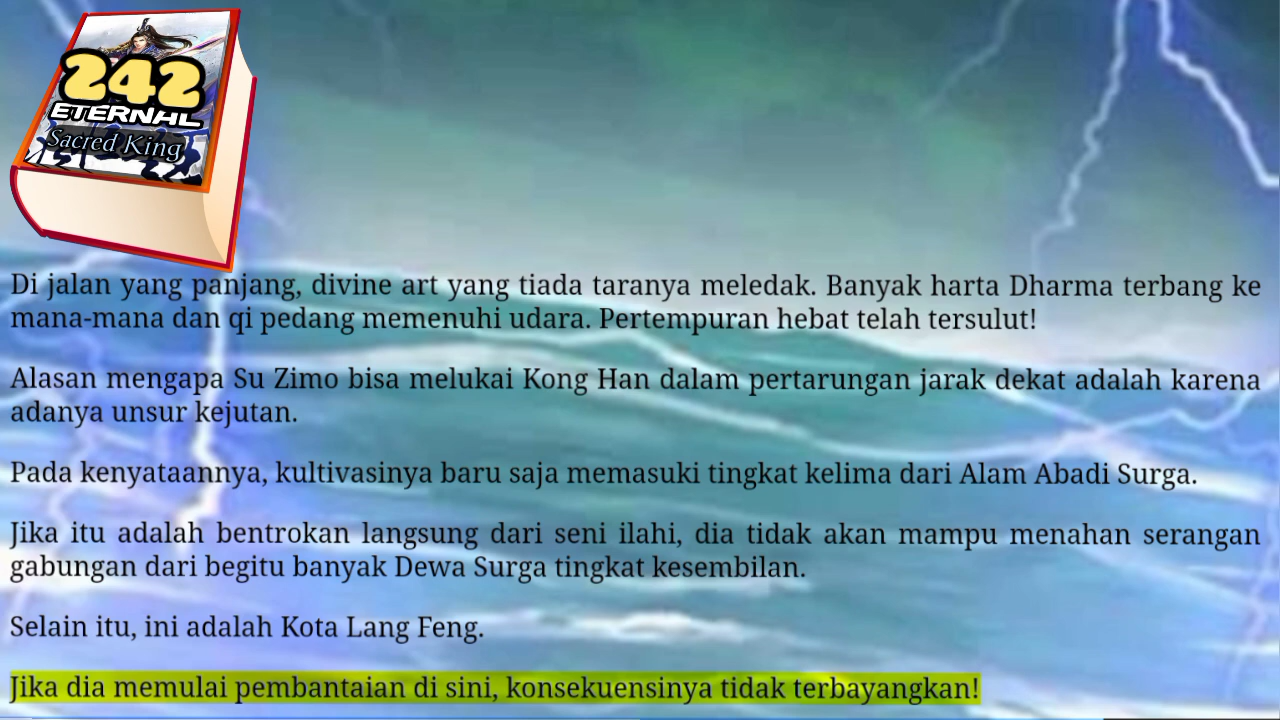 242
ETERNAL
Sacred King
Di jalan yang panjang, divine art yang tiada taranya meledak. Banyak harta Dharma terbang ke
mana-mana dan qi pedang memenuhi udara. Pertempuran hebat telah tersulut!
Alasan mengapa Su Zimo bisa melukai Kong Han dalam pertarungan jarak dekat adalah karena
adanya unsur kejutan.
Pada kenyataannya, kultivasinya baru saja memasuki tingkat kelima dari Alam Abadi Surga.
Jika itu adalah bentrokan langsung dari seni ilahi, dia tidak akan mampu menahan serangan
gabungan dari begitu banyak Dewa Surga tingkat kesembilan.
Selain itu, ini adalah Kota Lang Feng.
Jika dia memulai pembantaian di sini, konsekuensinya tidak terbayangkan!